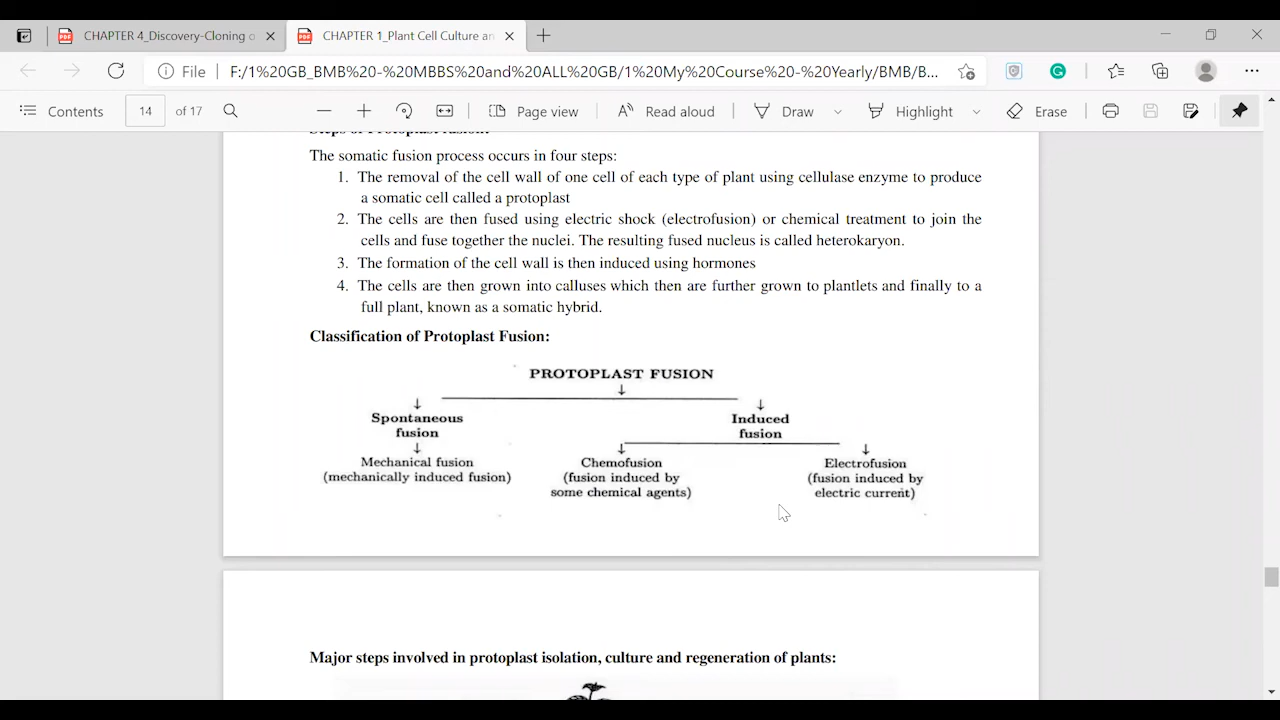 CHAPTER 4_Discovery-Cloning o
CHAPTER 1_Plant Cell Culture an
File
F:/1%20GB_BMB%20-%20MBBS%20and%20ALL%20GB/1%20My%20Course%20-%20Yearly/BMB/B...
Contents
14
of 17
Page view
Read aloud
Draw
Highlight
Erase
Steps of Protoplast fusion:
The somatic fusion process occurs in four steps:
1. The removal of the cell wall of one cell of each type of plant using cellulase enzyme to produce
a somatic cell called a protoplast
2. The cells are then fused using electric shock (electrofusion) or chemical treatment to join the
cells and fuse together the nuclei. The resulting fused nucleus is called heterokaryon.
3. The formation of the cell wall is then induced using hormones
4. The cells are then grown into calluses which then are further grown to plantlets and finally to a
full plant, known as a somatic hybrid.
Classification of Protoplast Fusion:
PROTOPLAST FUSION
Spontaneous
fusion
Induced
fusion
Mechanical fusion
(mechanically induced fusion)
Chemofusion
(fusion induced by
some chemical agents)
Electrofusion
(fusion induced by
electric current)
Major steps involved in protoplast isolation, culture and regeneration of plants: